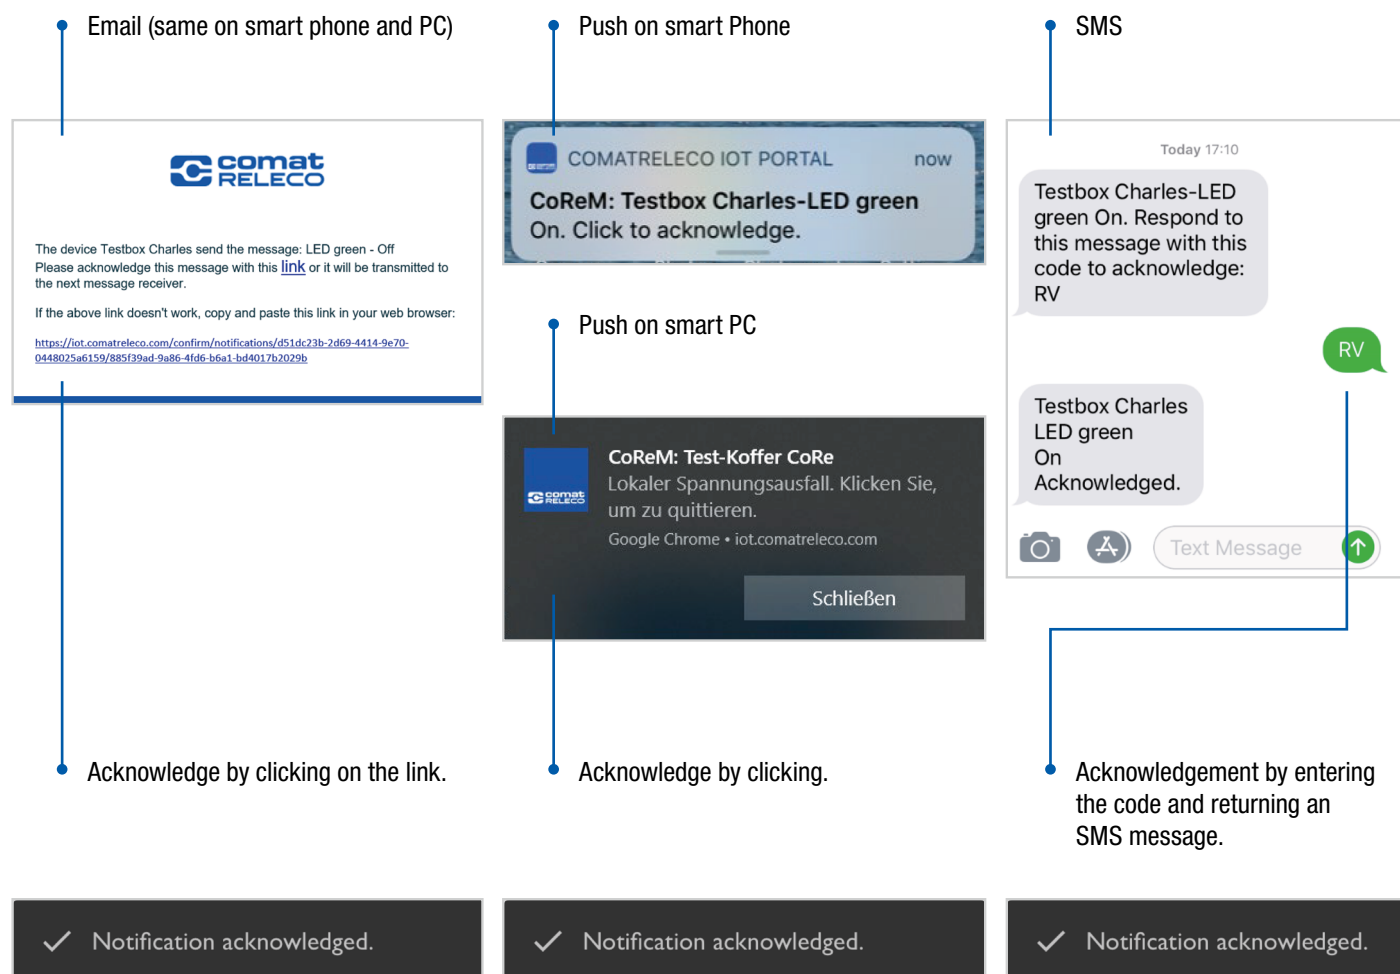 Email (same on smart phone and PC)
comat
RELECO
The device Testbox Charles send the message: LED green - Off
Please acknowledge this message with this link or it will be transmitted to
the next message receiver.
If the above link doesn't work, copy and paste this link in your web browser:
https://iot.comatreleco.com/confirm/notifications/d51dc23b-2d69-4414-9e70-
0448025a6159/885f39ad-9a86-4fd6-b6a1-bd4017b2029b
Acknowledge by clicking on the link.
Notification acknowledged.
Push on smart Phone
COMATRELECO IOT PORTAL now
CoReM: Testbox Charles-LED green
On. Click to acknowledge.
Push on smart PC
comat
RELECO
CoReM: Test-Koffer CoRe
Lokaler Spannungsausfall. Klicken Sie,
um zu quittieren.
Google Chrome • iot.comatreleco.com
Schließen
Acknowledge by clicking.
Notification acknowledged.
SMS
Today 17:10
Testbox Charles-LED
green On. Respond to
this message with this
code to acknowledge:
RV
RV
Testbox Charles
LED green
On
Acknowledged.
Text Message
Acknowledgement by entering
the code and returning an
SMS message.
Notification acknowledged.